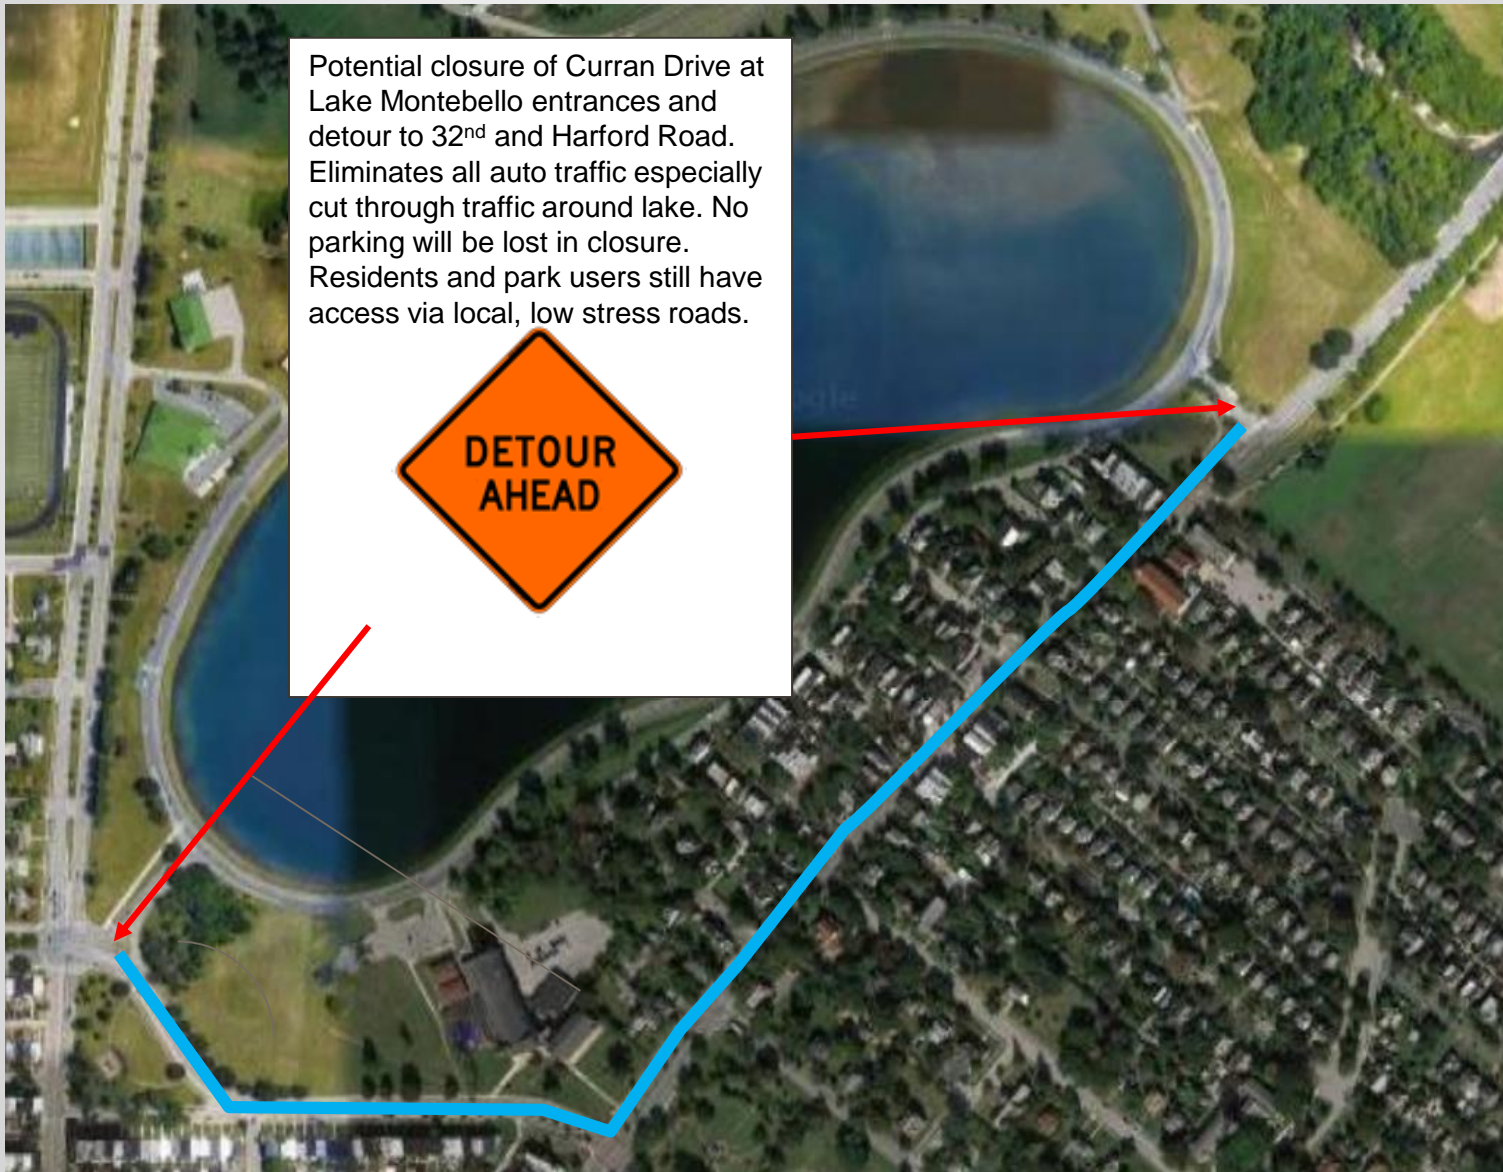 Potential closure of Curran Drive at
Lake Montebello entrances and
detour to 32nd and Harford Road.
Eliminates all auto traffic especially
cut through traffic around lake. No
parking will be lost in closure.
Residents and park users still have
access via local, low stress roads.
DETOUR
AHEAD